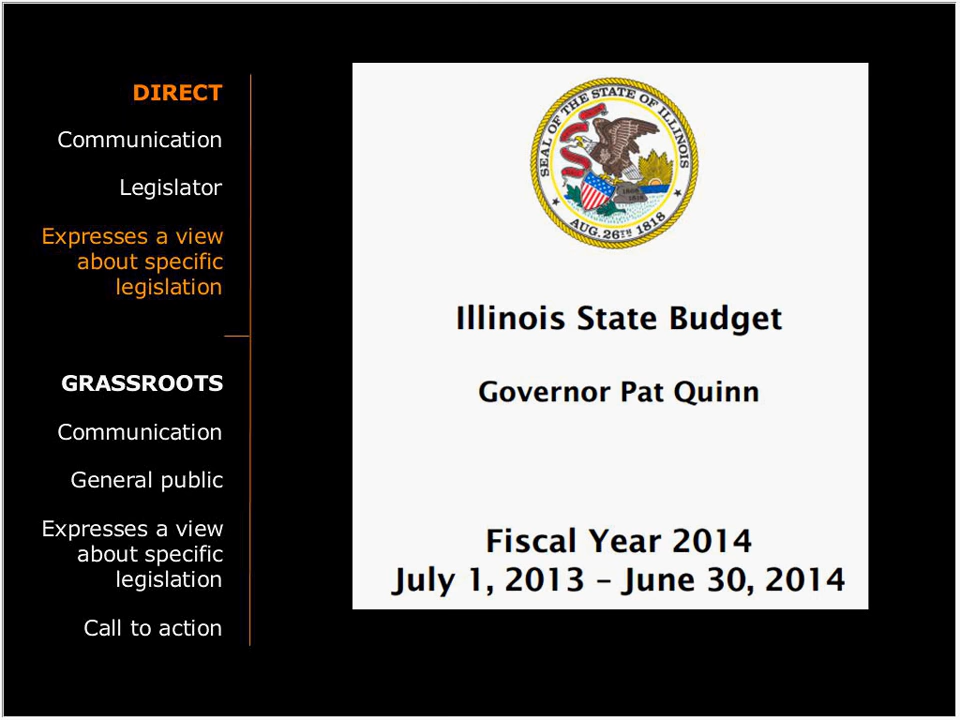 DIRECT
Communication
Legislator
Expresses a view
about specific
legislation
GRASSROOTS
Communication
General public
Expresses a view
about specific
legislation
Call to action
SEAL OF THE STATE OF ILLINOIS
AUG. 26TH 1818
1868
1818
Illinois State Budget
Governor Pat Quinn
Fiscal Year 2014
July 1, 2013 – June 30, 2014